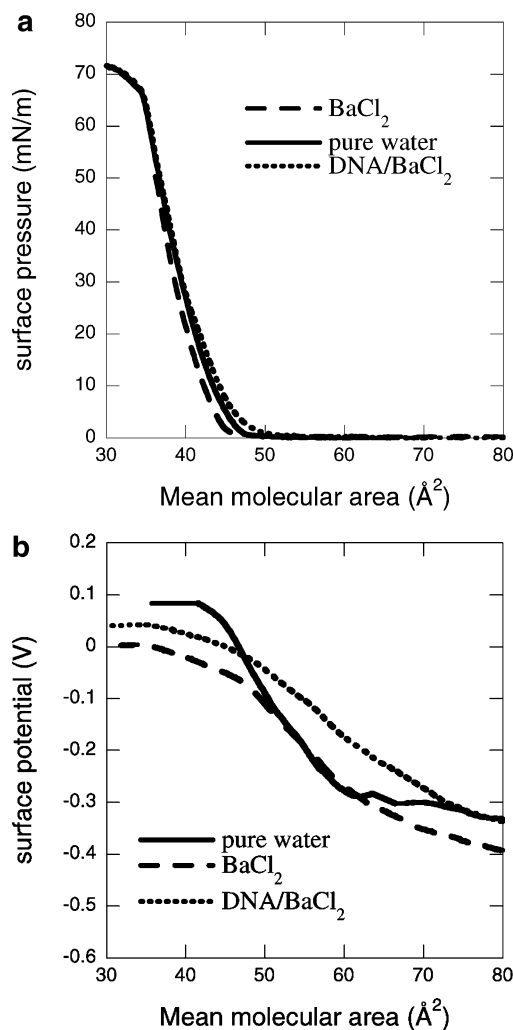 a
surface pressure (mN/m)
80
70
60
50
40
30
20
10
0
BaCl2
pure water
DNA/BaCl2
30 40 50 60 70 80
Mean molecular area (Å²)
b
surface potential (V)
0.2
0.1
0
-0.1
-0.2
-0.3
-0.4
-0.5
-0.6
pure water
BaCl2
DNA/BaCl2
30 40 50 60 70 80
Mean molecular area (Å²)